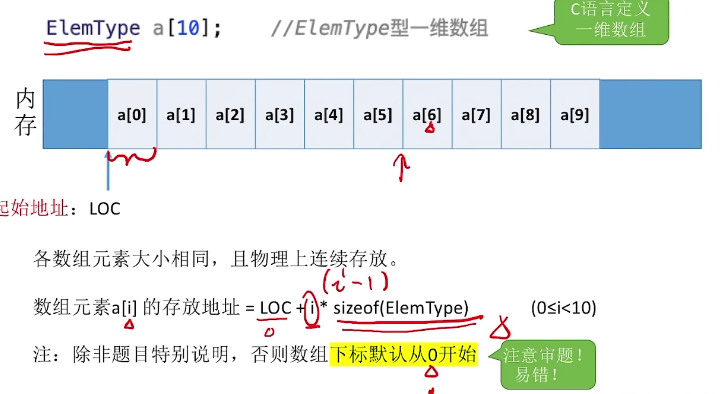 ElemType a[10]; //ElemType型一维数组
C语言定义
一维数组
内存
a[0] a[1] a[2] a[3] a[4] a[5] a[6] a[7] a[8] a[9]
起始地址：LOC
各数组元素大小相同，且物理上连续存放。
(i-1)
数组元素a[i] 的存放地址 = LOC + i * sizeof(ElemType) (0≤i<10)
0
注：除非题目特别说明，否则数组下标默认从0开始
注意审题！
易错！